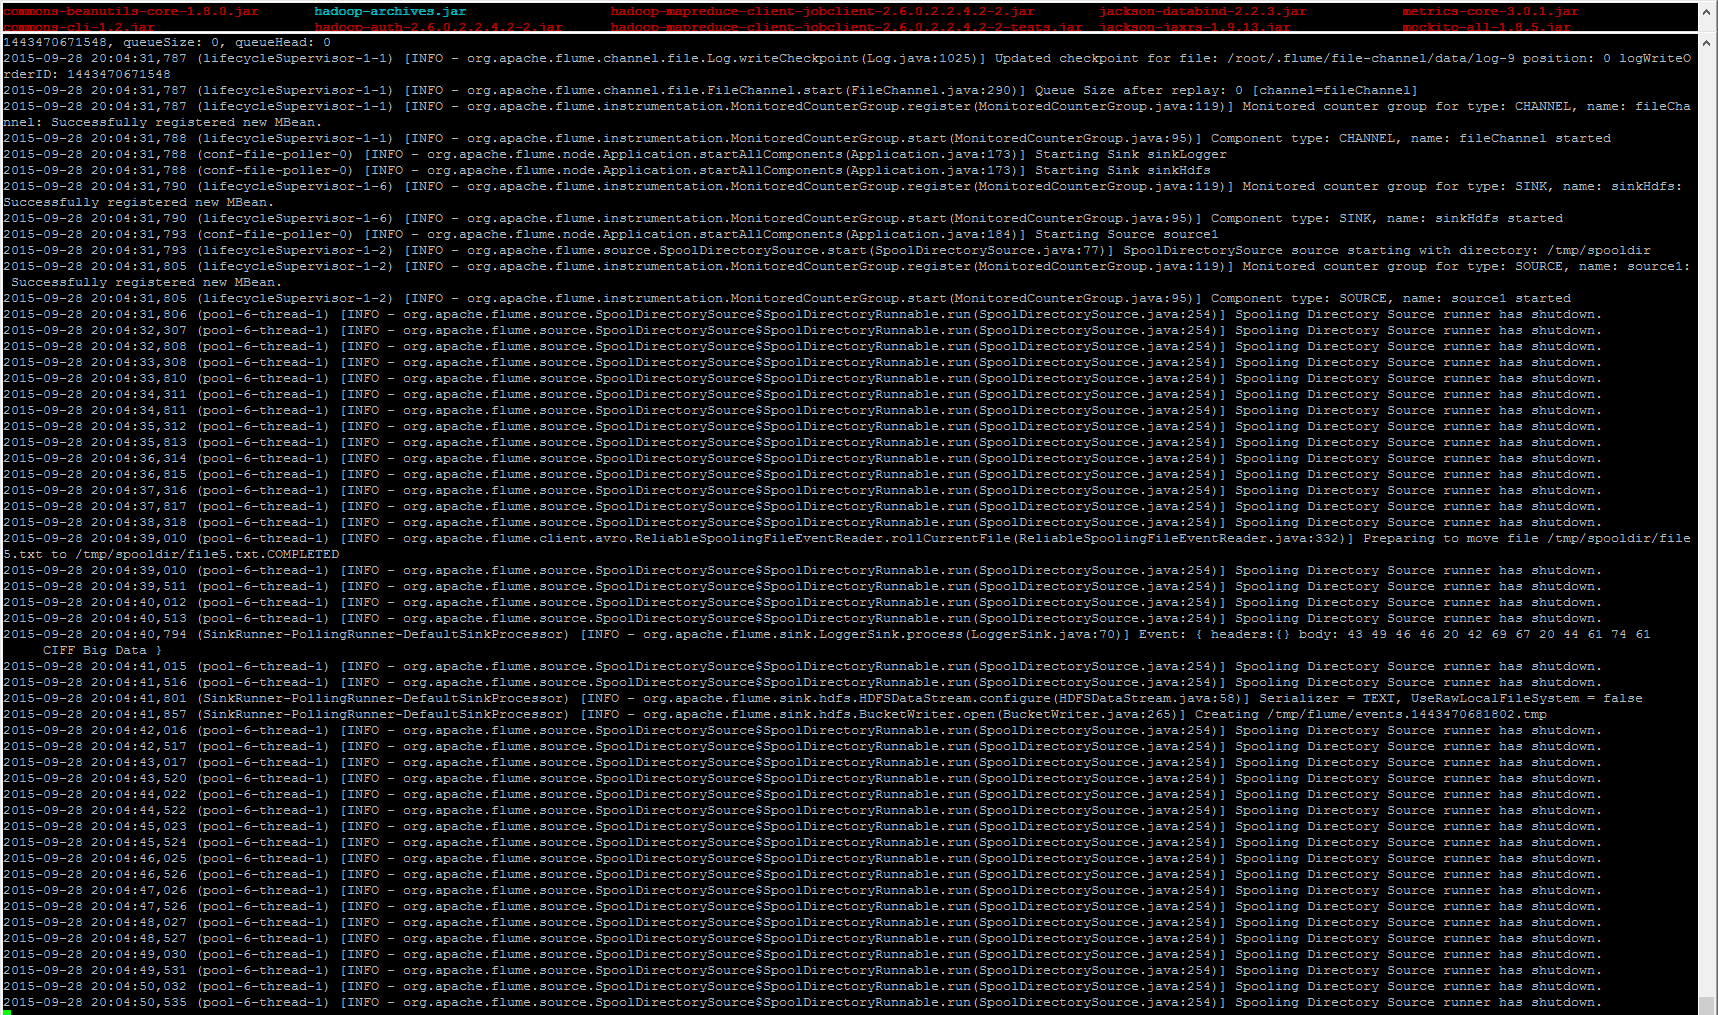 commons-beanutils-core-1.8.0.jar hadoop-archives.jar hadoop-mapreduce-client-jobclient-2.6.0.2.2.4.2-2.jar jackson-databind-2.2.3.jar metrics-core-3.0.1.jar
commons-cli-1.2.jar hadoop-auth-2.6.0.2.2.4.2-2.jar hadoop-mapreduce-client-jobclient-2.6.0.2.2.4.2-2-tests.jar jackson-jaxrs-1.9.13.jar mockito-all-1.8.5.jar
1443470671548, queueSize: 0, queueHead: 0
2015-09-28 20:04:31,787 (lifecycleSupervisor-1-1) [INFO - org.apache.flume.channel.file.Log.writeCheckpoint(Log.java:1025)] Updated checkpoint for file: /root/.flume/file-channel/data/log-9 position: 0 logWriteO
rderID: 1443470671548
2015-09-28 20:04:31,787 (lifecycleSupervisor-1-1) [INFO - org.apache.flume.channel.file.FileChannel.start(FileChannel.java:290)] Queue Size after replay: 0 [channel=fileChannel]
2015-09-28 20:04:31,787 (lifecycleSupervisor-1-1) [INFO - org.apache.flume.instrumentation.MonitoredCounterGroup.register(MonitoredCounterGroup.java:119)] Monitored counter group for type: CHANNEL, name: fileCha
nnel: Successfully registered new MBean.
2015-09-28 20:04:31,788 (lifecycleSupervisor-1-1) [INFO - org.apache.flume.instrumentation.MonitoredCounterGroup.start(MonitoredCounterGroup.java:95)] Component type: CHANNEL, name: fileChannel started
2015-09-28 20:04:31,788 (conf-file-poller-0) [INFO - org.apache.flume.node.Application.startAllComponents(Application.java:173)] Starting Sink sinkLogger
2015-09-28 20:04:31,788 (conf-file-poller-0) [INFO - org.apache.flume.node.Application.startAllComponents(Application.java:173)] Starting Sink sinkHdfs
2015-09-28 20:04:31,790 (lifecycleSupervisor-1-6) [INFO - org.apache.flume.instrumentation.MonitoredCounterGroup.register(MonitoredCounterGroup.java:119)] Monitored counter group for type: SINK, name: sinkHdfs:
Successfully registered new MBean.
2015-09-28 20:04:31,790 (lifecycleSupervisor-1-6) [INFO - org.apache.flume.instrumentation.MonitoredCounterGroup.start(MonitoredCounterGroup.java:95)] Component type: SINK, name: sinkHdfs started
2015-09-28 20:04:31,793 (conf-file-poller-0) [INFO - org.apache.flume.node.Application.startAllComponents(Application.java:184)] Starting Source source1
2015-09-28 20:04:31,793 (lifecycleSupervisor-1-2) [INFO - org.apache.flume.source.SpoolDirectorySource.start(SpoolDirectorySource.java:77)] SpoolDirectorySource source starting with directory: /tmp/spooldir
2015-09-28 20:04:31,805 (lifecycleSupervisor-1-2) [INFO - org.apache.flume.instrumentation.MonitoredCounterGroup.register(MonitoredCounterGroup.java:119)] Monitored counter group for type: SOURCE, name: source1:
Successfully registered new MBean.
2015-09-28 20:04:31,805 (lifecycleSupervisor-1-2) [INFO - org.apache.flume.instrumentation.MonitoredCounterGroup.start(MonitoredCounterGroup.java:95)] Component type: SOURCE, name: source1 started
2015-09-28 20:04:31,806 (pool-6-thread-1) [INFO - org.apache.flume.source.SpoolDirectorySource$SpoolDirectoryRunnable.run(SpoolDirectorySource.java:254)] Spooling Directory Source runner has shutdown.
2015-09-28 20:04:32,307 (pool-6-thread-1) [INFO - org.apache.flume.source.SpoolDirectorySource$SpoolDirectoryRunnable.run(SpoolDirectorySource.java:254)] Spooling Directory Source runner has shutdown.
2015-09-28 20:04:32,808 (pool-6-thread-1) [INFO - org.apache.flume.source.SpoolDirectorySource$SpoolDirectoryRunnable.run(SpoolDirectorySource.java:254)] Spooling Directory Source runner has shutdown.
2015-09-28 20:04:33,308 (pool-6-thread-1) [INFO - org.apache.flume.source.SpoolDirectorySource$SpoolDirectoryRunnable.run(SpoolDirectorySource.java:254)] Spooling Directory Source runner has shutdown.
2015-09-28 20:04:33,810 (pool-6-thread-1) [INFO - org.apache.flume.source.SpoolDirectorySource$SpoolDirectoryRunnable.run(SpoolDirectorySource.java:254)] Spooling Directory Source runner has shutdown.
2015-09-28 20:04:34,311 (pool-6-thread-1) [INFO - org.apache.flume.source.SpoolDirectorySource$SpoolDirectoryRunnable.run(SpoolDirectorySource.java:254)] Spooling Directory Source runner has shutdown.
2015-09-28 20:04:34,811 (pool-6-thread-1) [INFO - org.apache.flume.source.SpoolDirectorySource$SpoolDirectoryRunnable.run(SpoolDirectorySource.java:254)] Spooling Directory Source runner has shutdown.
2015-09-28 20:04:35,312 (pool-6-thread-1) [INFO - org.apache.flume.source.SpoolDirectorySource$SpoolDirectoryRunnable.run(SpoolDirectorySource.java:254)] Spooling Directory Source runner has shutdown.
2015-09-28 20:04:35,813 (pool-6-thread-1) [INFO - org.apache.flume.source.SpoolDirectorySource$SpoolDirectoryRunnable.run(SpoolDirectorySource.java:254)] Spooling Directory Source runner has shutdown.
2015-09-28 20:04:36,314 (pool-6-thread-1) [INFO - org.apache.flume.source.SpoolDirectorySource$SpoolDirectoryRunnable.run(SpoolDirectorySource.java:254)] Spooling Directory Source runner has shutdown.
2015-09-28 20:04:36,815 (pool-6-thread-1) [INFO - org.apache.flume.source.SpoolDirectorySource$SpoolDirectoryRunnable.run(SpoolDirectorySource.java:254)] Spooling Directory Source runner has shutdown.
2015-09-28 20:04:37,316 (pool-6-thread-1) [INFO - org.apache.flume.source.SpoolDirectorySource$SpoolDirectoryRunnable.run(SpoolDirectorySource.java:254)] Spooling Directory Source runner has shutdown.
2015-09-28 20:04:37,817 (pool-6-thread-1) [INFO - org.apache.flume.source.SpoolDirectorySource$SpoolDirectoryRunnable.run(SpoolDirectorySource.java:254)] Spooling Directory Source runner has shutdown.
2015-09-28 20:04:38,318 (pool-6-thread-1) [INFO - org.apache.flume.source.SpoolDirectorySource$SpoolDirectoryRunnable.run(SpoolDirectorySource.java:254)] Spooling Directory Source runner has shutdown.
2015-09-28 20:04:39,010 (pool-6-thread-1) [INFO - org.apache.flume.client.avro.ReliableSpoolingFileEventReader.rollCurrentFile(ReliableSpoolingFileEventReader.java:332)] Preparing to move file /tmp/spooldir/file
5.txt to /tmp/spooldir/file5.txt.COMPLETED
2015-09-28 20:04:39,010 (pool-6-thread-1) [INFO - org.apache.flume.source.SpoolDirectorySource$SpoolDirectoryRunnable.run(SpoolDirectorySource.java:254)] Spooling Directory Source runner has shutdown.
2015-09-28 20:04:39,511 (pool-6-thread-1) [INFO - org.apache.flume.source.SpoolDirectorySource$SpoolDirectoryRunnable.run(SpoolDirectorySource.java:254)] Spooling Directory Source runner has shutdown.
2015-09-28 20:04:40,012 (pool-6-thread-1) [INFO - org.apache.flume.source.SpoolDirectorySource$SpoolDirectoryRunnable.run(SpoolDirectorySource.java:254)] Spooling Directory Source runner has shutdown.
2015-09-28 20:04:40,513 (pool-6-thread-1) [INFO - org.apache.flume.source.SpoolDirectorySource$SpoolDirectoryRunnable.run(SpoolDirectorySource.java:254)] Spooling Directory Source runner has shutdown.
2015-09-28 20:04:40,794 (SinkRunner-PollingRunner-DefaultSinkProcessor) [INFO - org.apache.flume.sink.LoggerSink.process(LoggerSink.java:70)] Event: { headers:{} body: 43 49 46 46 20 42 69 67 20 44 61 74 61
CIFF Big Data }
2015-09-28 20:04:41,015 (pool-6-thread-1) [INFO - org.apache.flume.source.SpoolDirectorySource$SpoolDirectoryRunnable.run(SpoolDirectorySource.java:254)] Spooling Directory Source runner has shutdown.
2015-09-28 20:04:41,516 (pool-6-thread-1) [INFO - org.apache.flume.source.SpoolDirectorySource$SpoolDirectoryRunnable.run(SpoolDirectorySource.java:254)] Spooling Directory Source runner has shutdown.
2015-09-28 20:04:41,801 (SinkRunner-PollingRunner-DefaultSinkProcessor) [INFO - org.apache.flume.sink.hdfs.HDFSDataStream.configure(HDFSDataStream.java:58)] Serializer = TEXT, UseRawLocalFileSystem = false
2015-09-28 20:04:41,857 (SinkRunner-PollingRunner-DefaultSinkProcessor) [INFO - org.apache.flume.sink.hdfs.BucketWriter.open(BucketWriter.java:265)] Creating /tmp/flume/events.1443470681802.tmp
2015-09-28 20:04:42,016 (pool-6-thread-1) [INFO - org.apache.flume.source.SpoolDirectorySource$SpoolDirectoryRunnable.run(SpoolDirectorySource.java:254)] Spooling Directory Source runner has shutdown.
2015-09-28 20:04:42,517 (pool-6-thread-1) [INFO - org.apache.flume.source.SpoolDirectorySource$SpoolDirectoryRunnable.run(SpoolDirectorySource.java:254)] Spooling Directory Source runner has shutdown.
2015-09-28 20:04:43,017 (pool-6-thread-1) [INFO - org.apache.flume.source.SpoolDirectorySource$SpoolDirectoryRunnable.run(SpoolDirectorySource.java:254)] Spooling Directory Source runner has shutdown.
2015-09-28 20:04:43,520 (pool-6-thread-1) [INFO - org.apache.flume.source.SpoolDirectorySource$SpoolDirectoryRunnable.run(SpoolDirectorySource.java:254)] Spooling Directory Source runner has shutdown.
2015-09-28 20:04:44,022 (pool-6-thread-1) [INFO - org.apache.flume.source.SpoolDirectorySource$SpoolDirectoryRunnable.run(SpoolDirectorySource.java:254)] Spooling Directory Source runner has shutdown.
2015-09-28 20:04:44,522 (pool-6-thread-1) [INFO - org.apache.flume.source.SpoolDirectorySource$SpoolDirectoryRunnable.run(SpoolDirectorySource.java:254)] Spooling Directory Source runner has shutdown.
2015-09-28 20:04:45,023 (pool-6-thread-1) [INFO - org.apache.flume.source.SpoolDirectorySource$SpoolDirectoryRunnable.run(SpoolDirectorySource.java:254)] Spooling Directory Source runner has shutdown.
2015-09-28 20:04:45,524 (pool-6-thread-1) [INFO - org.apache.flume.source.SpoolDirectorySource$SpoolDirectoryRunnable.run(SpoolDirectorySource.java:254)] Spooling Directory Source runner has shutdown.
2015-09-28 20:04:46,025 (pool-6-thread-1) [INFO - org.apache.flume.source.SpoolDirectorySource$SpoolDirectoryRunnable.run(SpoolDirectorySource.java:254)] Spooling Directory Source runner has shutdown.
2015-09-28 20:04:46,526 (pool-6-thread-1) [INFO - org.apache.flume.source.SpoolDirectorySource$SpoolDirectoryRunnable.run(SpoolDirectorySource.java:254)] Spooling Directory Source runner has shutdown.
2015-09-28 20:04:47,026 (pool-6-thread-1) [INFO - org.apache.flume.source.SpoolDirectorySource$SpoolDirectoryRunnable.run(SpoolDirectorySource.java:254)] Spooling Directory Source runner has shutdown.
2015-09-28 20:04:47,526 (pool-6-thread-1) [INFO - org.apache.flume.source.SpoolDirectorySource$SpoolDirectoryRunnable.run(SpoolDirectorySource.java:254)] Spooling Directory Source runner has shutdown.
2015-09-28 20:04:48,027 (pool-6-thread-1) [INFO - org.apache.flume.source.SpoolDirectorySource$SpoolDirectoryRunnable.run(SpoolDirectorySource.java:254)] Spooling Directory Source runner has shutdown.
2015-09-28 20:04:48,527 (pool-6-thread-1) [INFO - org.apache.flume.source.SpoolDirectorySource$SpoolDirectoryRunnable.run(SpoolDirectorySource.java:254)] Spooling Directory Source runner has shutdown.
2015-09-28 20:04:49,030 (pool-6-thread-1) [INFO - org.apache.flume.source.SpoolDirectorySource$SpoolDirectoryRunnable.run(SpoolDirectorySource.java:254)] Spooling Directory Source runner has shutdown.
2015-09-28 20:04:49,531 (pool-6-thread-1) [INFO - org.apache.flume.source.SpoolDirectorySource$SpoolDirectoryRunnable.run(SpoolDirectorySource.java:254)] Spooling Directory Source runner has shutdown.
2015-09-28 20:04:50,032 (pool-6-thread-1) [INFO - org.apache.flume.source.SpoolDirectorySource$SpoolDirectoryRunnable.run(SpoolDirectorySource.java:254)] Spooling Directory Source runner has shutdown.
2015-09-28 20:04:50,535 (pool-6-thread-1) [INFO - org.apache.flume.source.SpoolDirectorySource$SpoolDirectoryRunnable.run(SpoolDirectorySource.java:254)] Spooling Directory Source runner has shutdown.